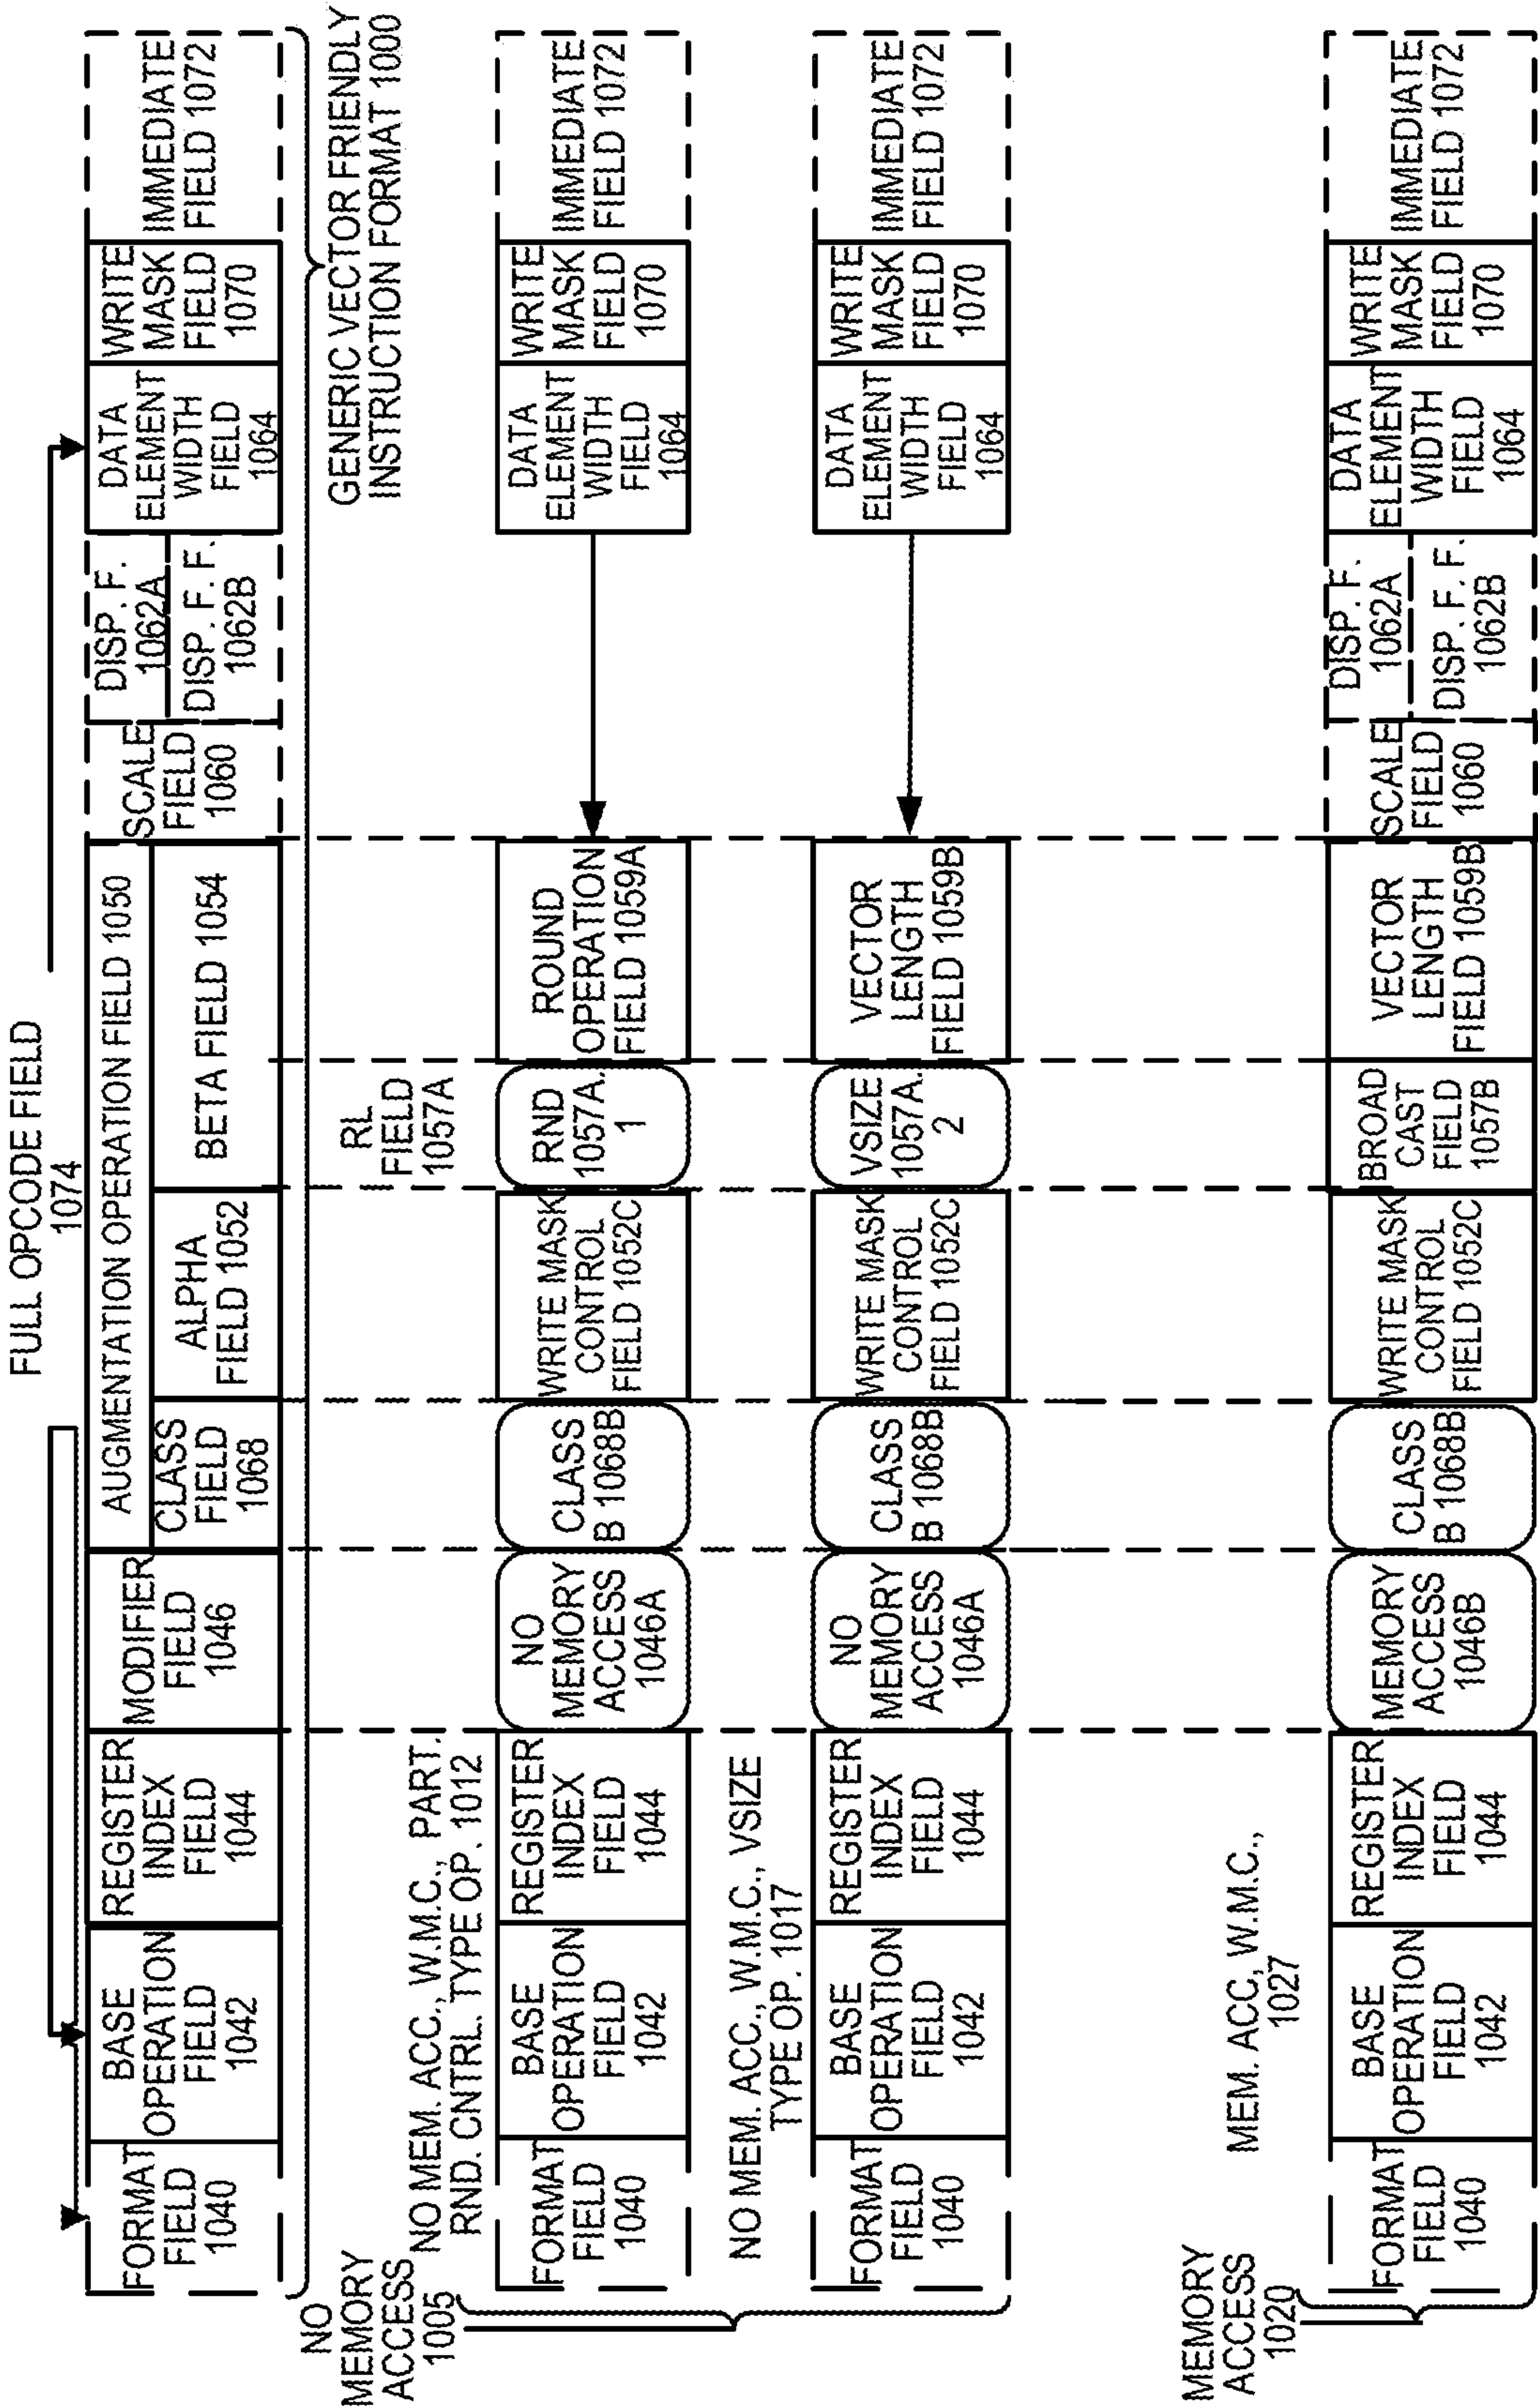 FULL OPCODE FIELD
1074
FORMAT
FIELD
1040
BASE
OPERATION
FIELD
1042
REGISTER
INDEX
FIELD
1044
MODIFIER
FIELD
1046
AUGMENTATION OPERATION FIELD 1050
CLASS
FIELD
1068
ALPHA
FIELD 1052
BETA FIELD 1054
SCALE
FIELD
1060
DISP. F.
1062A
DISP. F. F.
1062B
DATA
ELEMENT
WIDTH
FIELD
1064
WRITE
MASK
FIELD
1070
IMMEDIATE
FIELD 1072
GENERIC VECTOR FRIENDLY
INSTRUCTION FORMAT 1000
NO
MEMORY
ACCESS
1005
NO MEM. ACC., W.M.C., PART.
RND. CNTRL. TYPE OP. 1012
RL
FIELD
1057A
FORMAT
FIELD
1040
BASE
OPERATION
FIELD
1042
REGISTER
INDEX
FIELD
1044
NO
MEMORY
ACCESS
1046A
CLASS
B 1068B
WRITE MASK
CONTROL
FIELD 1052C
RND
1057A.
1
ROUND
OPERATION
FIELD 1059A
DATA
ELEMENT
WIDTH
FIELD
1064
WRITE
MASK
FIELD
1070
IMMEDIATE
FIELD 1072
NO MEM. ACC., W.M.C., VSIZE
TYPE OP. 1017
FORMAT
FIELD
1040
BASE
OPERATION
FIELD
1042
REGISTER
INDEX
FIELD
1044
NO
MEMORY
ACCESS
1046A
CLASS
B 1068B
WRITE MASK
CONTROL
FIELD 1052C
VSIZE
1057A.
2
VECTOR
LENGTH
FIELD 1059B
DATA
ELEMENT
WIDTH
FIELD
1064
WRITE
MASK
FIELD
1070
IMMEDIATE
FIELD 1072
MEMORY
ACCESS
1020
MEM. ACC, W.M.C.,
1027
FORMAT
FIELD
1040
BASE
OPERATION
FIELD
1042
REGISTER
INDEX
FIELD
1044
MEMORY
ACCESS
1046B
CLASS
B 1068B
WRITE MASK
CONTROL
FIELD 1052C
BROAD
CAST
FIELD
1057B
VECTOR
LENGTH
FIELD 1059B
SCALE
FIELD
1060
DISP. F.
1062A
DISP. F. F.
1062B
DATA
ELEMENT
WIDTH
FIELD
1064
WRITE
MASK
FIELD
1070
IMMEDIATE
FIELD 1072